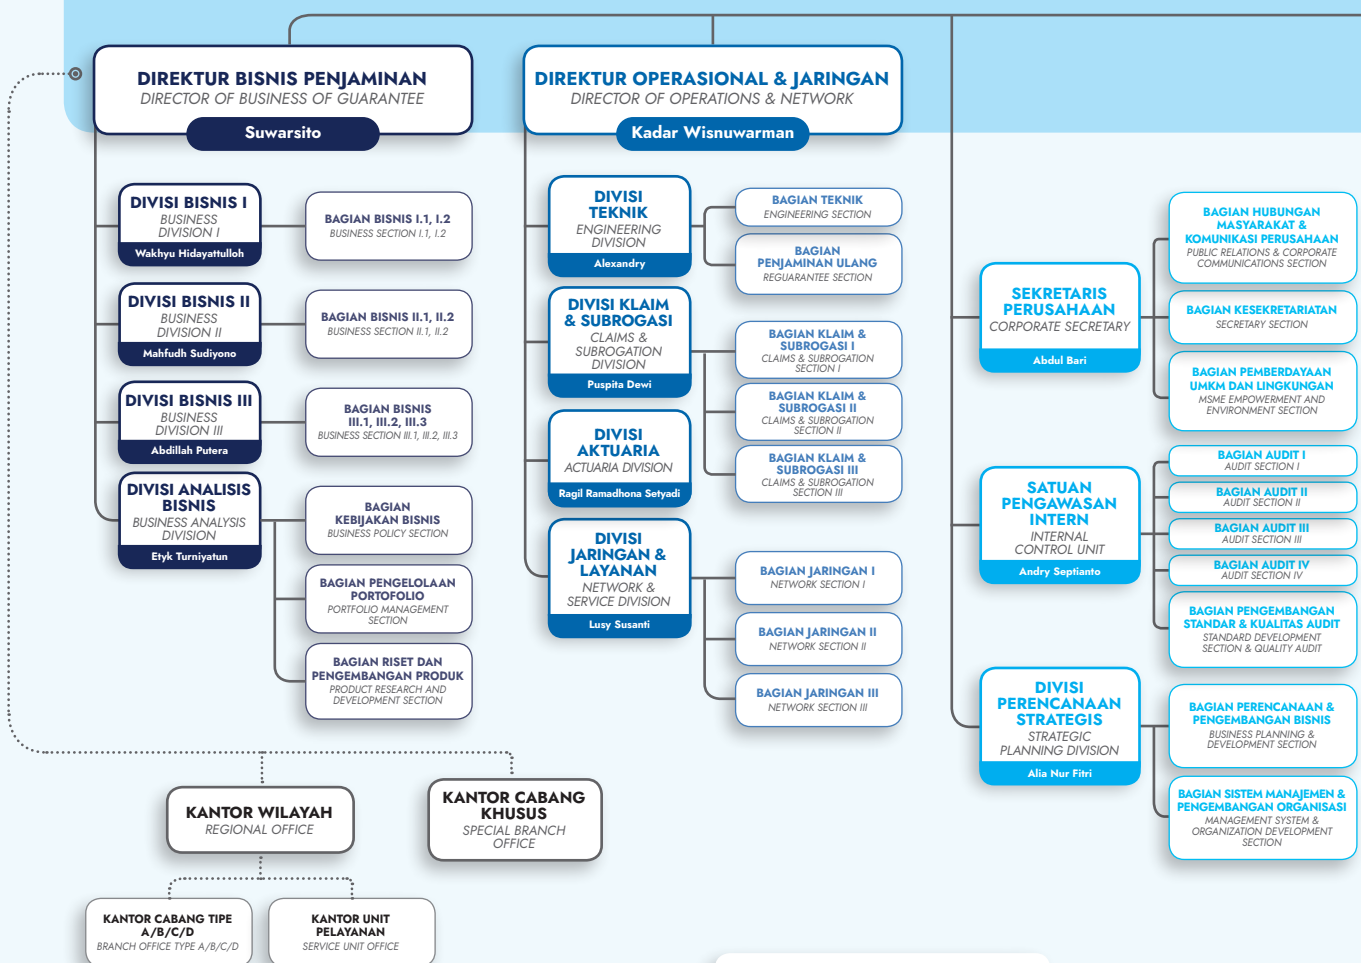 DIREKTUR BISNIS PENJAMINAN
DIRECTOR OF BUSINESS OF GUARANTEE
Suwarsito
DIVISI BISNIS I
BUSINESS
DIVISION I
Wakhyu Hidayattulloh
BAGIAN BISNIS I.1, I.2
BUSINESS SECTION I.1, I.2
DIVISI BISNIS II
BUSINESS
DIVISION II
Mahfudh Sudiyono
BAGIAN BISNIS II.1, II.2
BUSINESS SECTION II.1, II.2
DIVISI BISNIS III
BUSINESS
DIVISION III
Abdillah Putera
BAGIAN BISNIS
III.1, III.2, III.3
BUSINESS SECTION III.1, III.2, III.3
DIVISI ANALISIS
BISNIS
BUSINESS ANALYSIS
DIVISION
Etyk Turniyatun
BAGIAN
KEBIJAKAN BISNIS
BUSINESS POLICY SECTION
BAGIAN PENGELOLAAN
PORTOFOLIO
PORTFOLIO MANAGEMENT
SECTION
BAGIAN RISET DAN
PENGEMBANGAN PRODUK
PRODUCT RESEARCH AND
DEVELOPMENT SECTION
KANTOR WILAYAH
REGIONAL OFFICE
KANTOR CABANG
KHUSUS
SPECIAL BRANCH
OFFICE
KANTOR CABANG TIPE
A/B/C/D
BRANCH OFFICE TYPE A/B/C/D
KANTOR UNIT
PELAYANAN
SERVICE UNIT OFFICE
DIREKTUR OPERASIONAL & JARINGAN
DIRECTOR OF OPERATIONS & NETWORK
Kadar Wisnuwarman
DIVISI
TEKNIK
ENGINEERING
DIVISION
Alexandry
BAGIAN TEKNIK
ENGINEERING SECTION
BAGIAN
PENJAMINAN ULANG
REGUARANTEE SECTION
DIVISI KLAIM
& SUBROGASI
CLAIMS &
SUBROGATION
DIVISION
Puspita Dewi
BAGIAN KLAIM &
SUBROGASI I
CLAIMS & SUBROGATION
SECTION I
BAGIAN KLAIM &
SUBROGASI II
CLAIMS & SUBROGATION
SECTION II
BAGIAN KLAIM &
SUBROGASI III
CLAIMS & SUBROGATION
SECTION III
DIVISI
AKTUARIA
ACTUARIA DIVISION
Ragil Ramadhona Setyadi
DIVISI
JARINGAN &
LAYANAN
NETWORK &
SERVICE DIVISION
Lusy Susanti
BAGIAN JARINGAN I
NETWORK SECTION I
BAGIAN JARINGAN II
NETWORK SECTION II
BAGIAN JARINGAN III
NETWORK SECTION III
SEKRETARIS
PERUSAHAAN
CORPORATE SECRETARY
Abdul Bari
BAGIAN HUBUNGAN
MASYARAKAT &
KOMUNIKASI PERUSAHAAN
PUBLIC RELATIONS & CORPORATE
COMMUNICATIONS SECTION
BAGIAN KESEKRETARIATAN
SECRETARY SECTION
BAGIAN PEMBERDAYAAN
UMKM DAN LINGKUNGAN
MSME EMPOWERMENT AND
ENVIRONMENT SECTION
SATUAN
PENGAWASAN
INTERN
INTERNAL
CONTROL UNIT
Andry Septianto
BAGIAN AUDIT I
AUDIT SECTION I
BAGIAN AUDIT II
AUDIT SECTION II
BAGIAN AUDIT III
AUDIT SECTION III
BAGIAN AUDIT IV
AUDIT SECTION IV
BAGIAN PENGEMBANGAN
STANDAR & KUALITAS AUDIT
STANDARD DEVELOPMENT
SECTION & QUALITY AUDIT
DIVISI
PERENCANAAN
STRATEGIS
STRATEGIC
PLANNING DIVISION
Alia Nur Fitri
BAGIAN PERENCANAAN &
PENGEMBANGAN BISNIS
BUSINESS PLANNING &
DEVELOPMENT SECTION
BAGIAN SISTEM MANAJEMEN &
PENGEMBANGAN ORGANISASI
MANAGEMENT SYSTEM &
ORGANIZATION DEVELOPMENT
SECTION